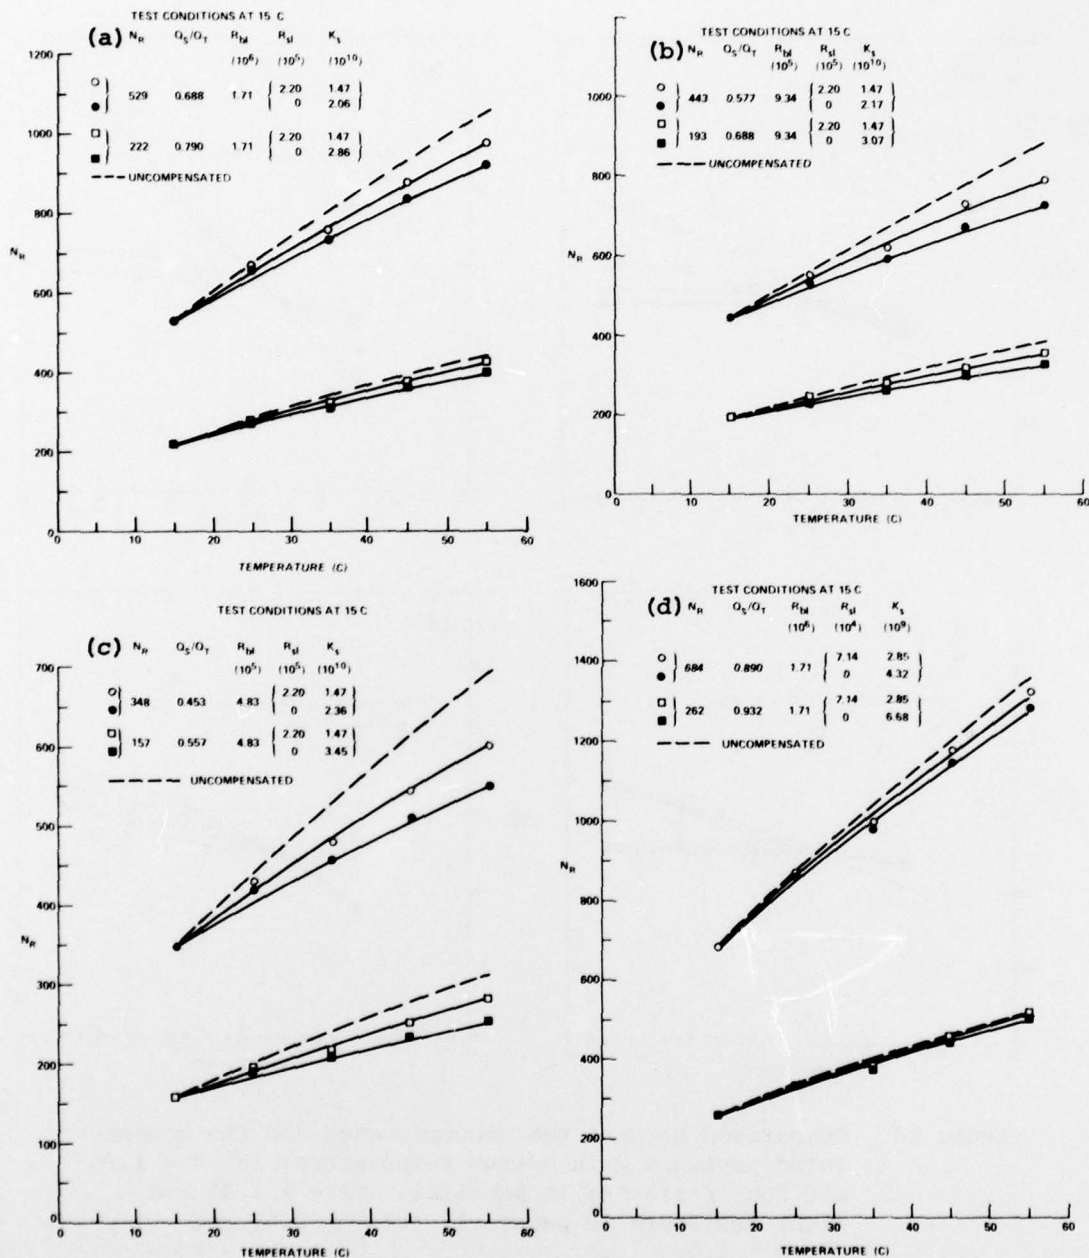 TEST CONDITIONS AT 15 C
(a) N_R Q_S/Q_T R_bl R_sl K_s
(10^6) (10^5) (10^10)
529 0.688 1.71 2.20 1.47
0 2.06
222 0.790 1.71 2.20 1.47
0 2.86
UNCOMPENSATED
1200
1000
800
600
400
200
0
N_R
0 10 20 30 40 50 60
TEMPERATURE (C)
TEST CONDITIONS AT 15 C
(b) N_R Q_S/Q_T R_bl R_sl K_s
(10^5) (10^5) (10^10)
443 0.577 9.34 2.20 1.47
0 2.17
193 0.688 9.34 2.20 1.47
0 3.07
UNCOMPENSATED
1000
800
600
400
200
0
N_R
0 10 20 30 40 50 60
TEMPERATURE (C)
TEST CONDITIONS AT 15 C
(c) N_R Q_S/Q_T R_bl R_sl K_s
(10^5) (10^5) (10^10)
348 0.453 4.83 2.20 1.47
0 2.36
157 0.557 4.83 2.20 1.47
0 3.45
UNCOMPENSATED
700
600
500
400
300
200
100
0
N_R
0 10 20 30 40 50 60
TEMPERATURE (C)
TEST CONDITIONS AT 15 C
(d) N_R Q_S/Q_T R_bl R_sl K_s
(10^6) (10^4) (10^9)
684 0.890 1.71 7.14 2.85
0 4.32
262 0.932 1.71 7.14 2.85
0 6.68
UNCOMPENSATED
1600
1400
1200
1000
800
600
400
200
0
N_R
0 10 20 30 40 50 60
TEMPERATURE (C)